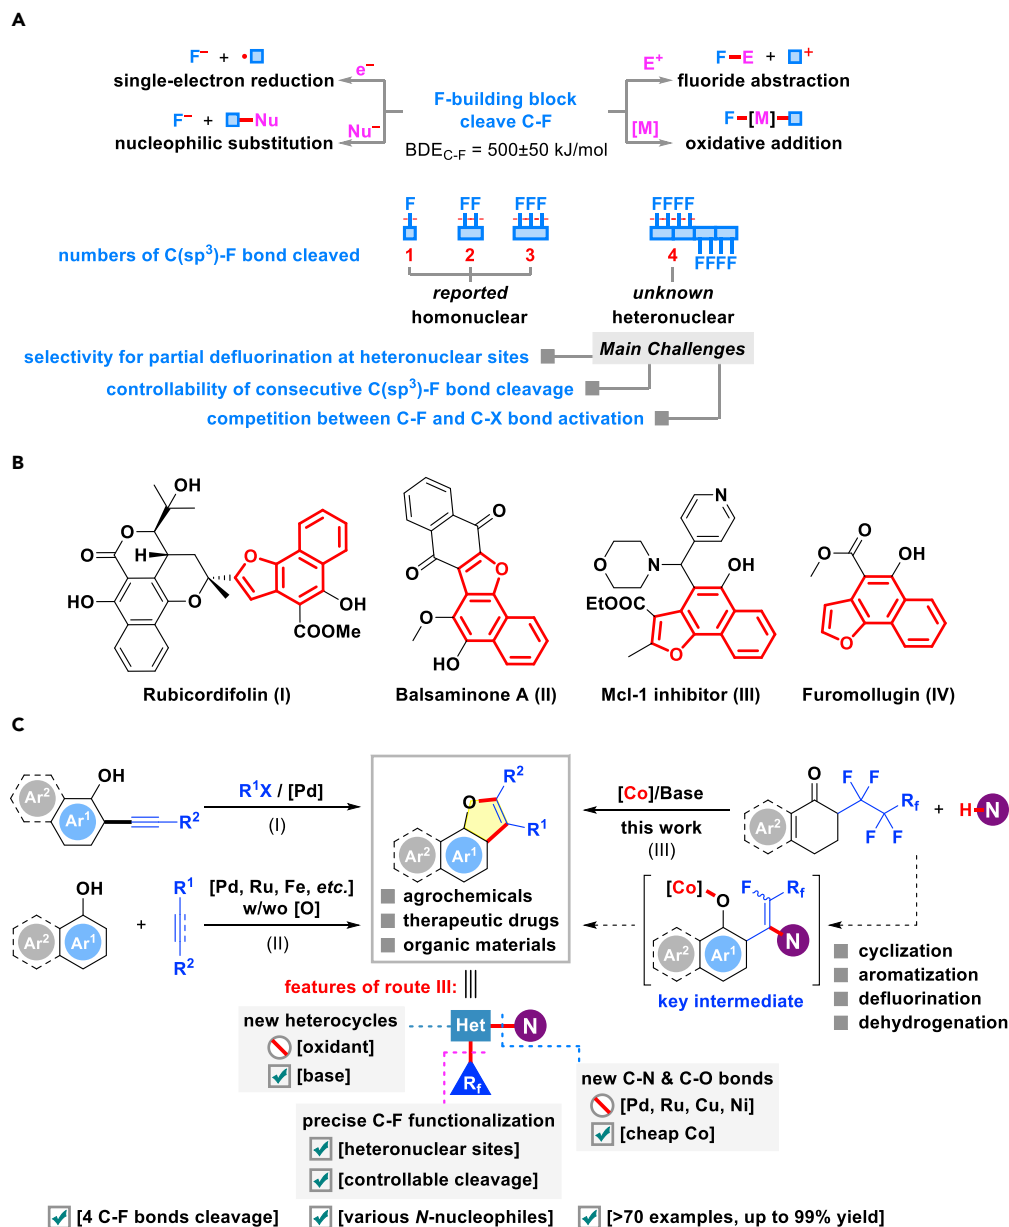 A
F⁻ + •
single-electron reduction
e⁻
F⁻ + Nu
nucleophilic substitution
Nu⁻
F-building block
cleave C-F
BDE_C-F = 500±50 kJ/mol
E⁺
F E + +
fluoride abstraction
[M]
F [M]
oxidative addition
F FF FFF FFFF
numbers of C(sp³)-F bond cleaved
1 2 3 4
FFFF
reported
homonuclear
unknown
heteronuclear
Main Challenges
selectivity for partial defluorination at heteronuclear sites
controllability of consecutive C(sp³)-F bond cleavage
competition between C-F and C-X bond activation
B
OH
O
O
H
HO
O
O
OH
COOMe
Rubicordifolin (I)
O
O
O
O
HO
Balsaminone A (II)
N
O
N
OH
EtO₂C
O
Mcl-1 inhibitor (III)
O
O
OH
O
Furomollugin (IV)
C
OH
Ar²
Ar¹
R²
R¹X / [Pd]
(I)
OH
Ar²
Ar¹
+
R¹
R²
[Pd, Ru, Fe, etc.]
w/wo [O]
(II)
R²
O
R¹
Ar²
Ar¹
agrochemicals
therapeutic drugs
organic materials
[Co]/Base
this work
(III)
O
F F
R_f
F F
Ar²
+ H N
[Co]
O
F
R_f
N
Ar²
Ar¹
key intermediate
cyclization
aromatization
defluorination
dehydrogenation
features of route III:
new heterocycles
[oxidant]
[base]
Het N
R_f
new C-N & C-O bonds
[Pd, Ru, Cu, Ni]
[cheap Co]
precise C-F functionalization
[heteronuclear sites]
[controllable cleavage]
[4 C-F bonds cleavage] [various N-nucleophiles] [>70 examples, up to 99% yield]